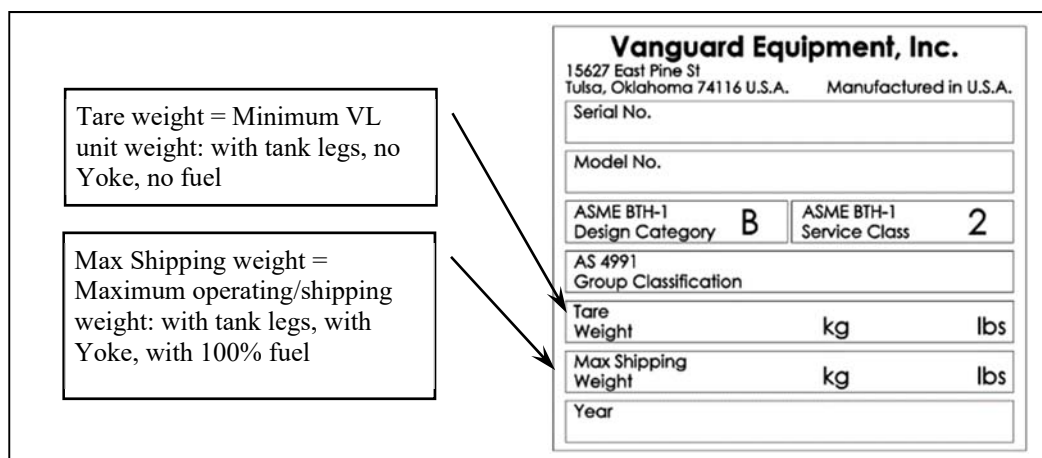 Tare weight = Minimum VL
unit weight: with tank legs, no
Yoke, no fuel
Max Shipping weight =
Maximum operating/shipping
weight: with tank legs, with
Yoke, with 100% fuel
Vanguard Equipment, Inc.
15627 East Pine St
Tulsa, Oklahoma 74116 U.S.A. Manufactured in U.S.A.
Serial No.
Model No.
ASME BTH-1
Design Category B
ASME BTH-1
Service Class 2
AS 4991
Group Classification
Tare
Weight kg lbs
Max Shipping
Weight kg lbs
Year